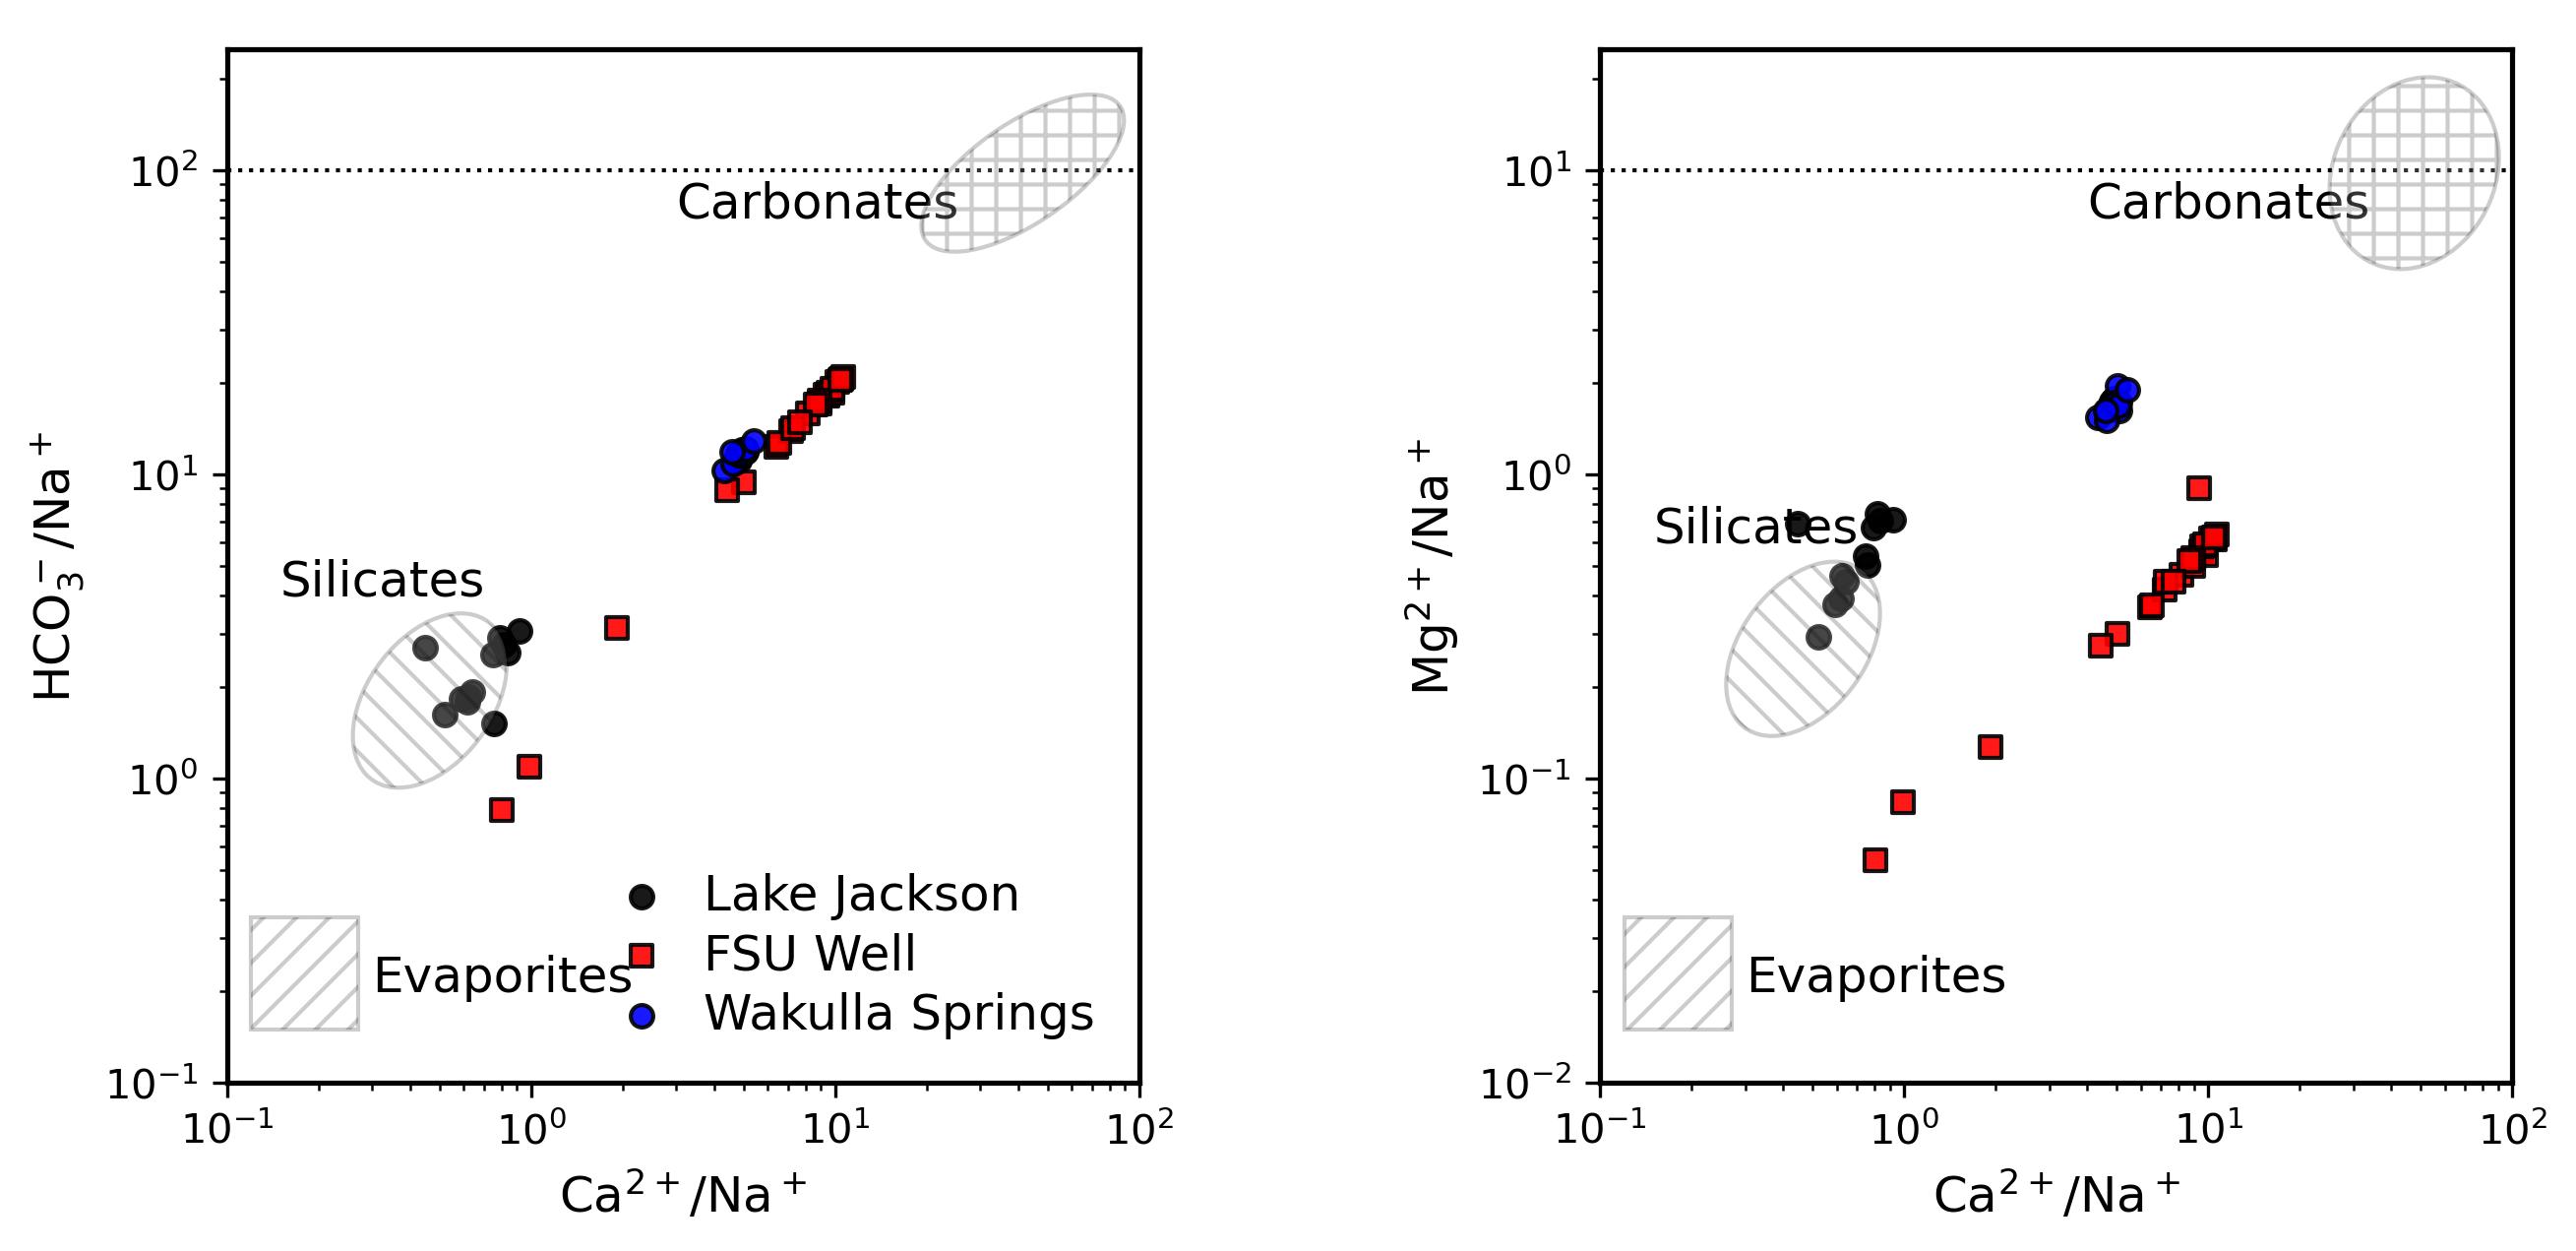 10²
10¹
10⁰
10⁻¹
HCO₃⁻/Na⁺
Carbonates
Silicates
Evaporites
Lake Jackson
FSU Well
Wakulla Springs
10⁻¹ 10⁰ 10¹ 10²
Ca²⁺/Na⁺
10¹
10⁰
10⁻¹
10⁻²
Mg²⁺/Na⁺
Carbonates
Silicates
Evaporites
10⁻¹ 10⁰ 10¹ 10²
Ca²⁺/Na⁺